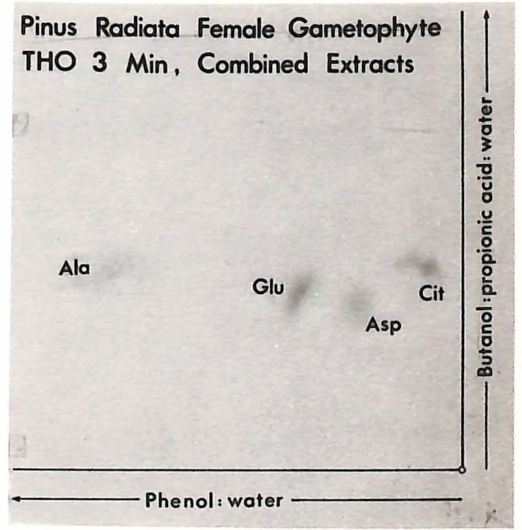 Pinus Radiata Female Gametophyte
THO 3 Min, Combined Extracts
Ala
Glu
Asp
Cit
Butanol:propionic acid:water
Phenol:water